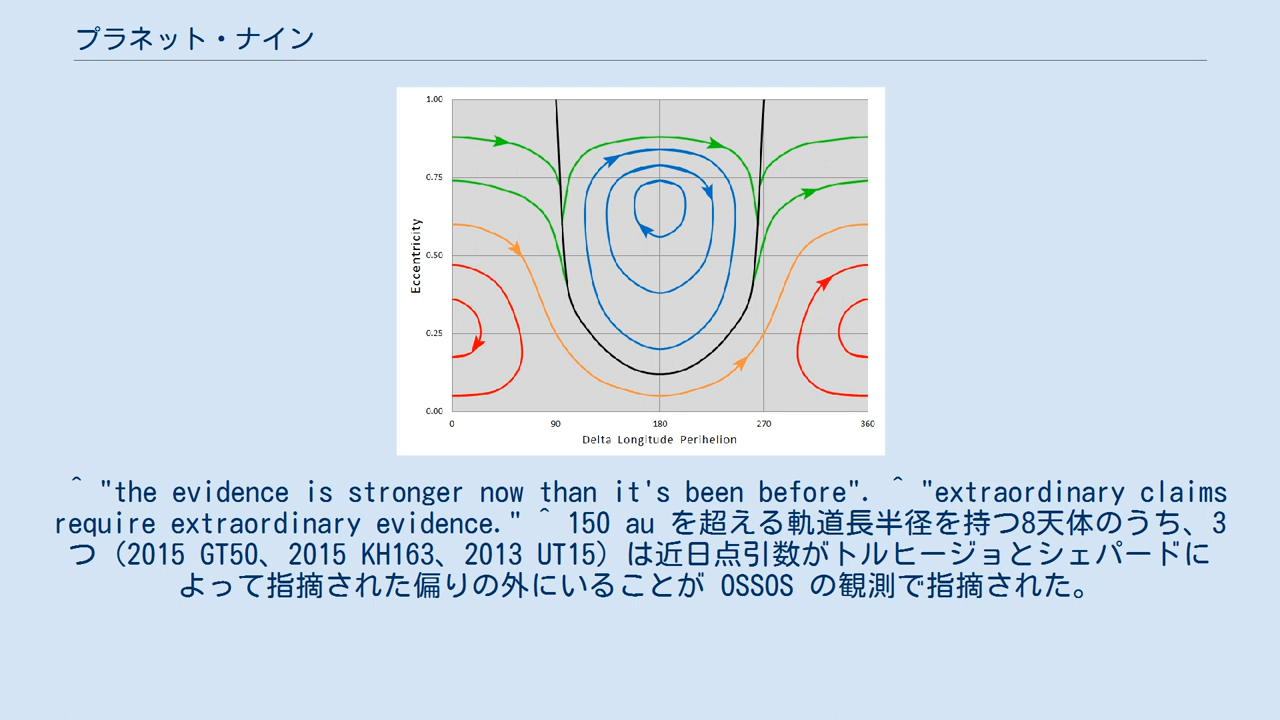 プラネット・ナイン
1.00
0.75
0.50
0.25
0.00
Eccentricity
0
90
180
270
360
Delta Longitude Perihelion
^ "the evidence is stronger now than it's been before". ^ "extraordinary claims
require extraordinary evidence." ^ 150 au を超える軌道長半径を持つ8天体のうち、3
つ (2015 GT50、2015 KH163、2013 UT15) は近日点引数がトルヒージョとシェパードに
よって指摘された偏りの外にいることが OSSOS の観測で指摘された。